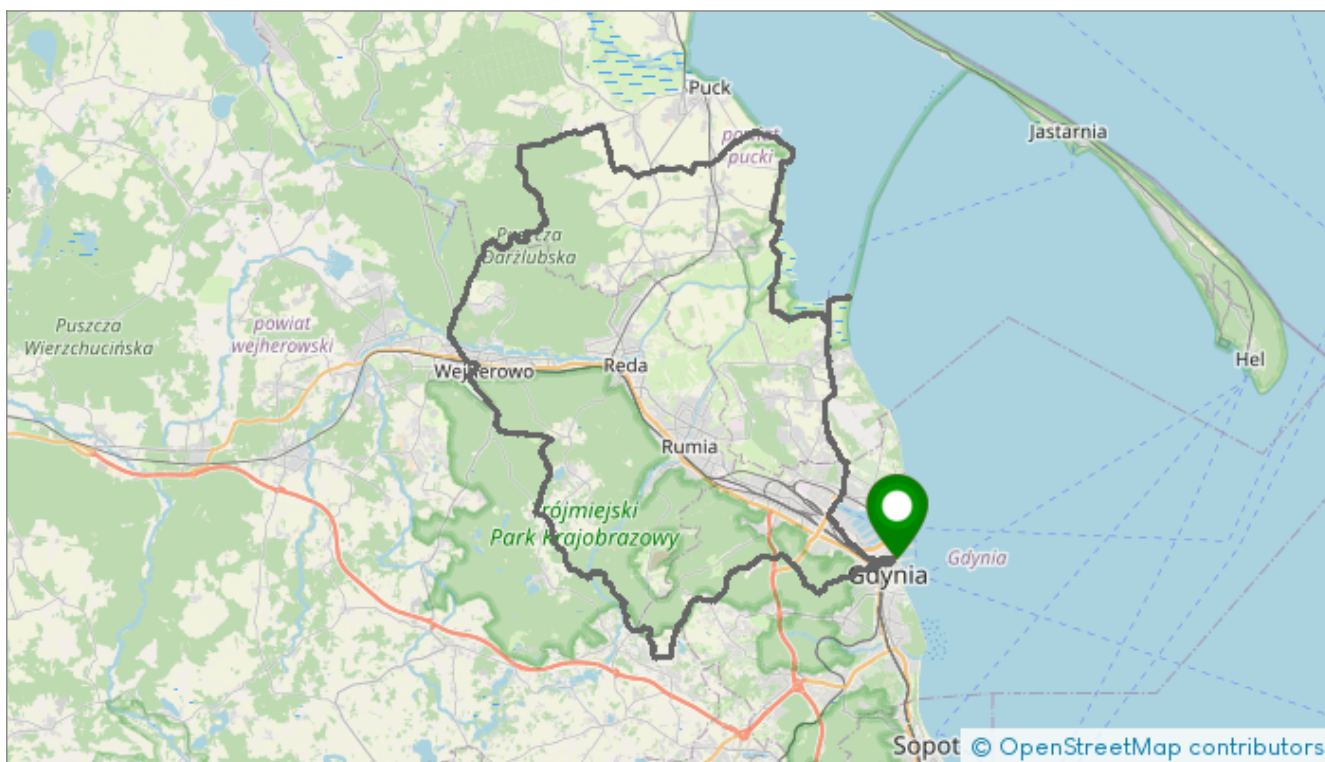 Puck
Jastarnia
powiat
pucki
Puszcza
Darżlubska
Puszcza
Wierzchucińska
powiat
wejherowski
Hel
Wejherowo
Reda
Rumia
rójmiejski
Park Krajobrazowy
Gdynia
Gdynia
Sopot
© OpenStreetMap contributors